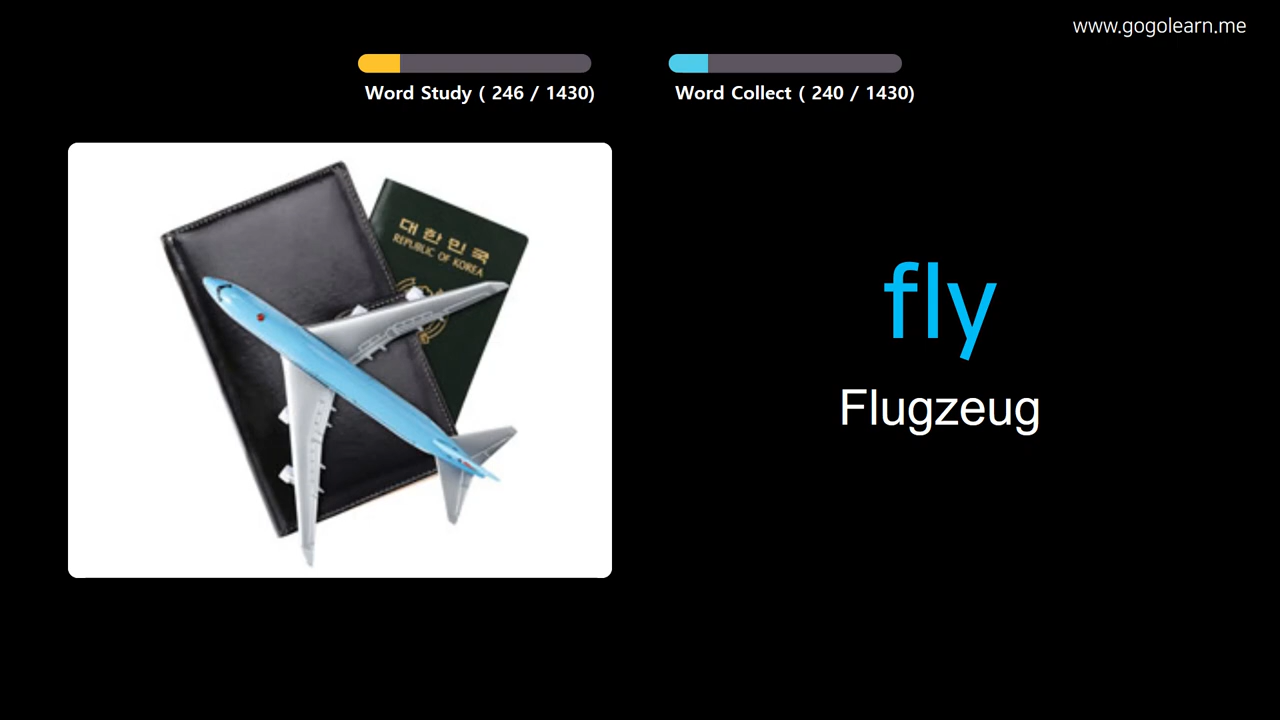 www.gogolearn.me
Word Study ( 246 / 1430)
Word Collect ( 240 / 1430)
대한민국
REPUBLIC OF KOREA
fly
Flugzeug